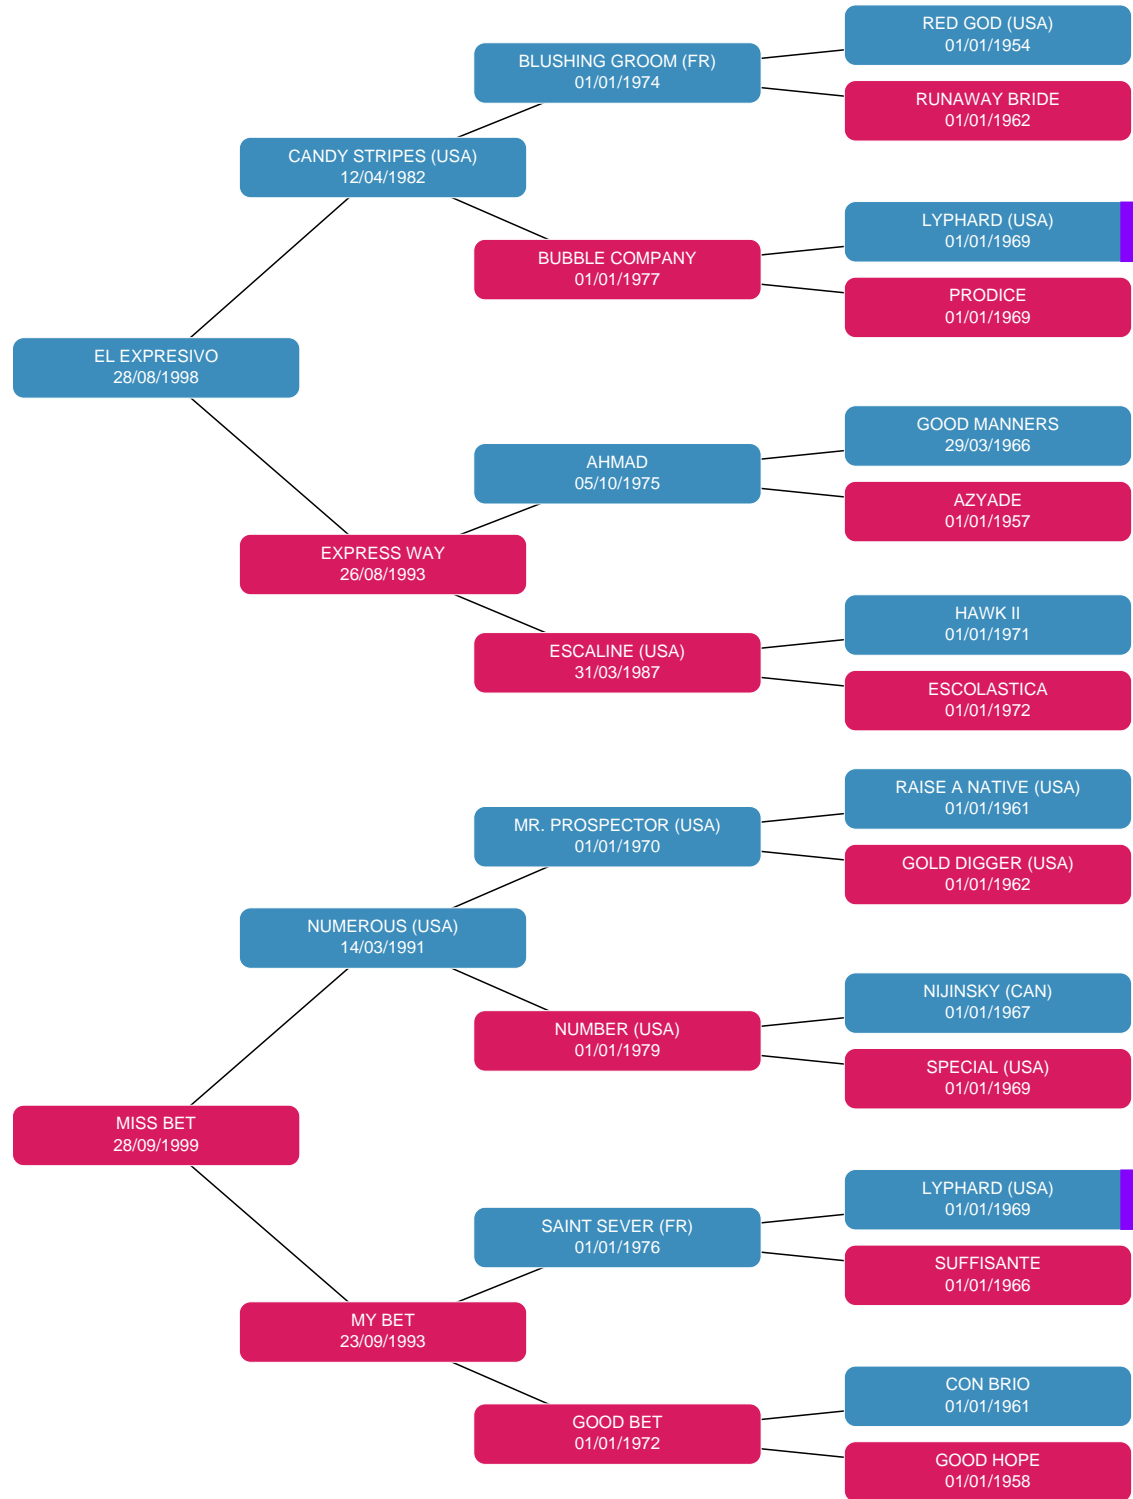 RED GOD (USA)
01/01/1954
BLUSHING GROOM (FR)
01/01/1974
RUNAWAY BRIDE
01/01/1962
CANDY STRIPES (USA)
12/04/1982
LYPHARD (USA)
01/01/1969
BUBBLE COMPANY
01/01/1977
PRODICE
01/01/1969
EL EXPRESIVO
28/08/1998
GOOD MANNERS
29/03/1966
AHMAD
05/10/1975
AZYADE
01/01/1957
EXPRESS WAY
26/08/1993
HAWK II
01/01/1971
ESCALINE (USA)
31/03/1987
ESCOLASTICA
01/01/1972
RAISE A NATIVE (USA)
01/01/1961
MR. PROSPECTOR (USA)
01/01/1970
GOLD DIGGER (USA)
01/01/1962
NUMEROUS (USA)
14/03/1991
NIJINSKY (CAN)
01/01/1967
NUMBER (USA)
01/01/1979
SPECIAL (USA)
01/01/1969
MISS BET
28/09/1999
LYPHARD (USA)
01/01/1969
SAINT SEVER (FR)
01/01/1976
SUFFISANTE
01/01/1966
MY BET
23/09/1993
CON BRIO
01/01/1961
GOOD BET
01/01/1972
GOOD HOPE
01/01/1958